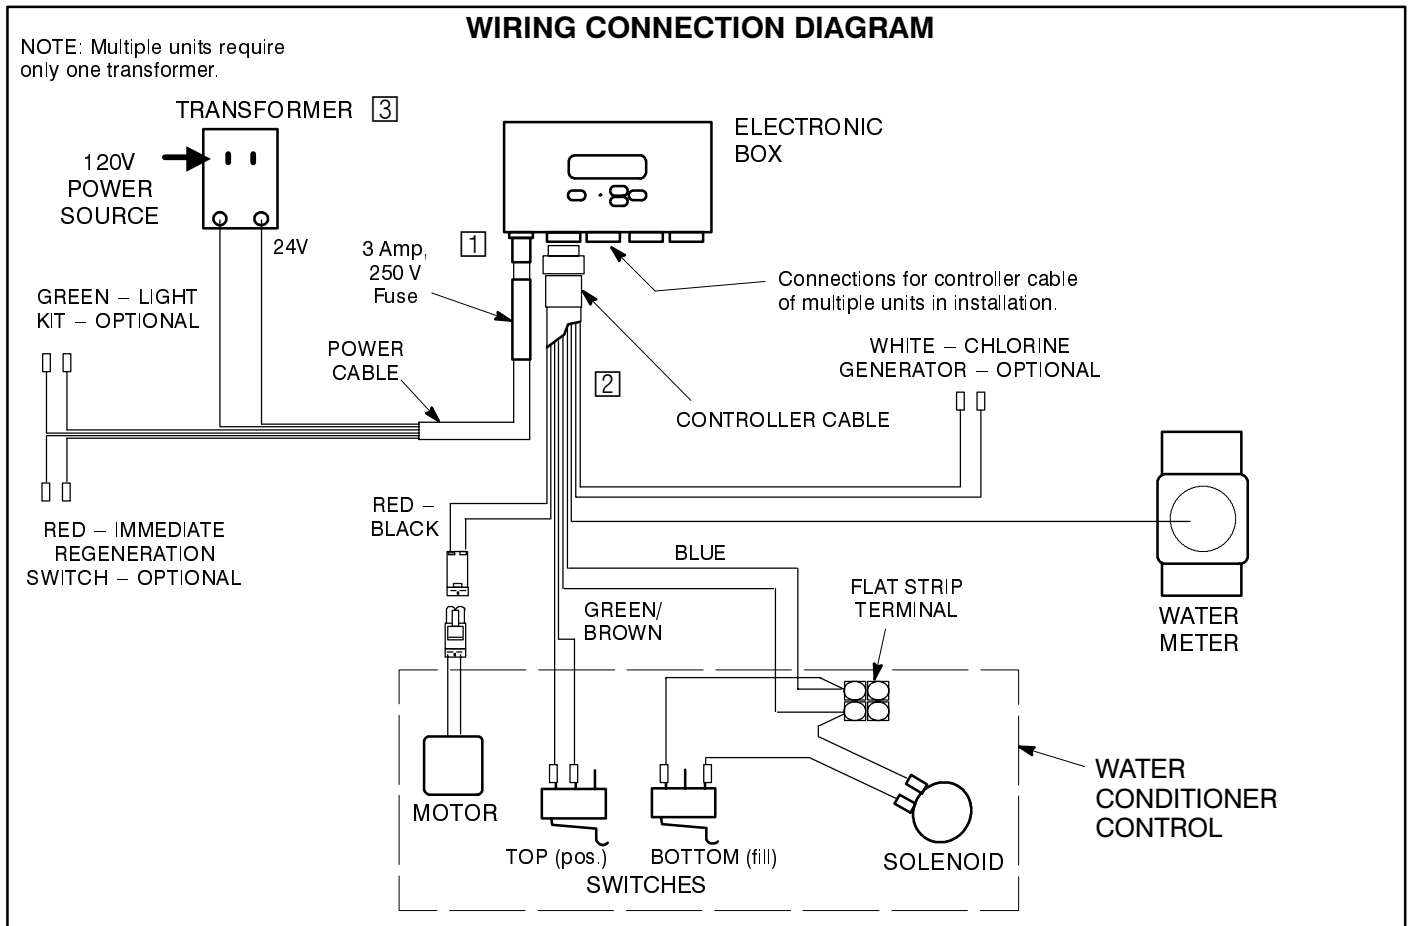 WIRING CONNECTION DIAGRAM
NOTE: Multiple units require
only one transformer.
TRANSFORMER 3
120V
POWER
SOURCE
24V
ELECTRONIC
BOX
1
3 Amp,
250 V
Fuse
Connections for controller cable
of multiple units in installation.
GREEN – LIGHT
KIT – OPTIONAL
POWER
CABLE
2
CONTROLLER CABLE
WHITE – CHLORINE
GENERATOR – OPTIONAL
RED – IMMEDIATE
REGENERATION
SWITCH – OPTIONAL
RED –
BLACK
BLUE
GREEN/
BROWN
FLAT STRIP
TERMINAL
WATER
METER
MOTOR
TOP (pos.)
BOTTOM (fill)
SWITCHES
SOLENOID
WATER
CONDITIONER
CONTROL